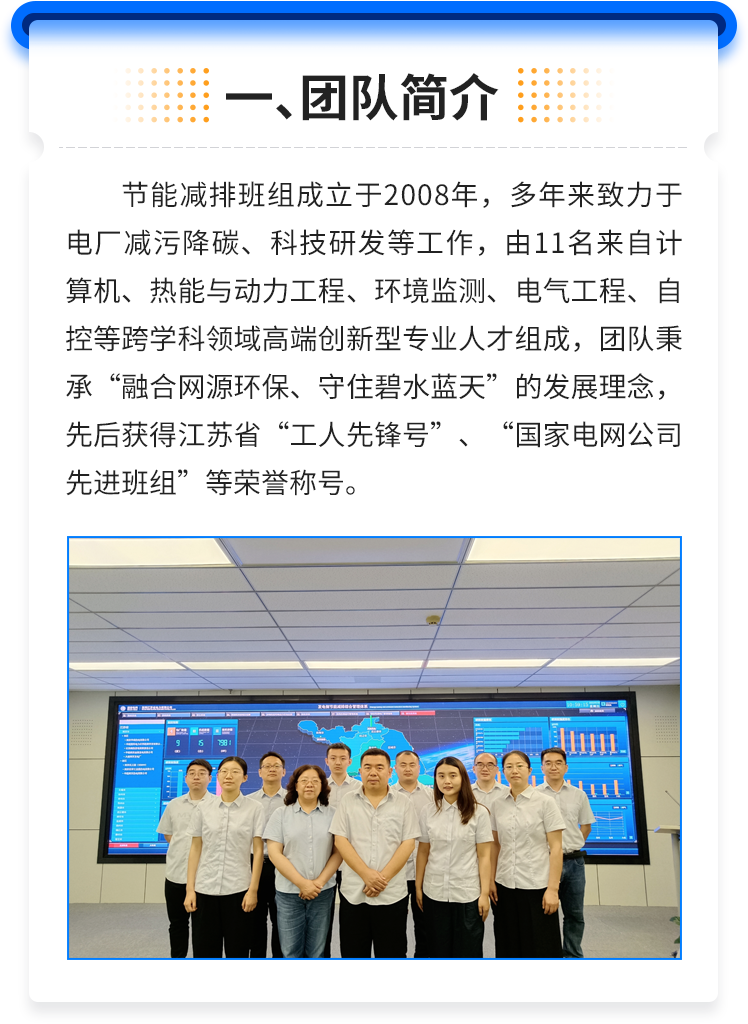 一、团队简介
节能减排班组成立于2008年，多年来致力于
电厂减污降碳、科技研发等工作，由11名来自计
算机、热能与动力工程、环境监测、电气工程、自
控等跨学科领域高端创新型专业人才组成，团队秉
承“融合网源环保、守住碧水蓝天”的发展理念，
先后获得江苏省“工人先锋号”、“国家电网公司
先进班组”等荣誉称号。